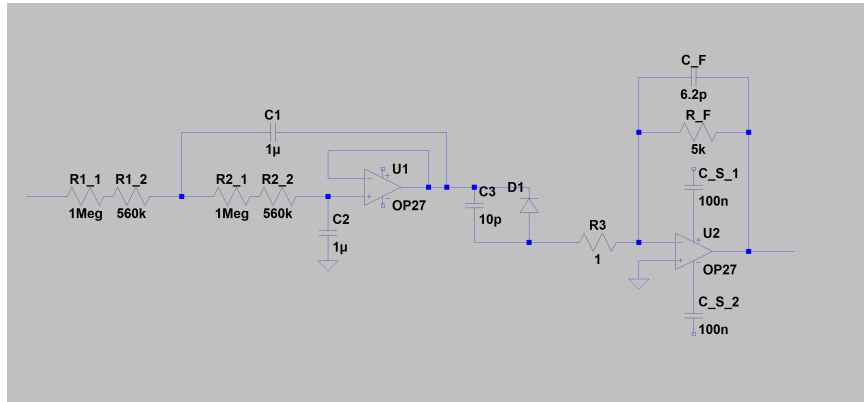 C_F
6.2p
R_F
5k
C1
1µ
R1_1
1Meg
R1_2
560k
R2_1
1Meg
R2_2
560k
U1
OP27
C2
1µ
C3
10p
D1
R3
1
C_S_1
100n
U2
OP27
C_S_2
100n